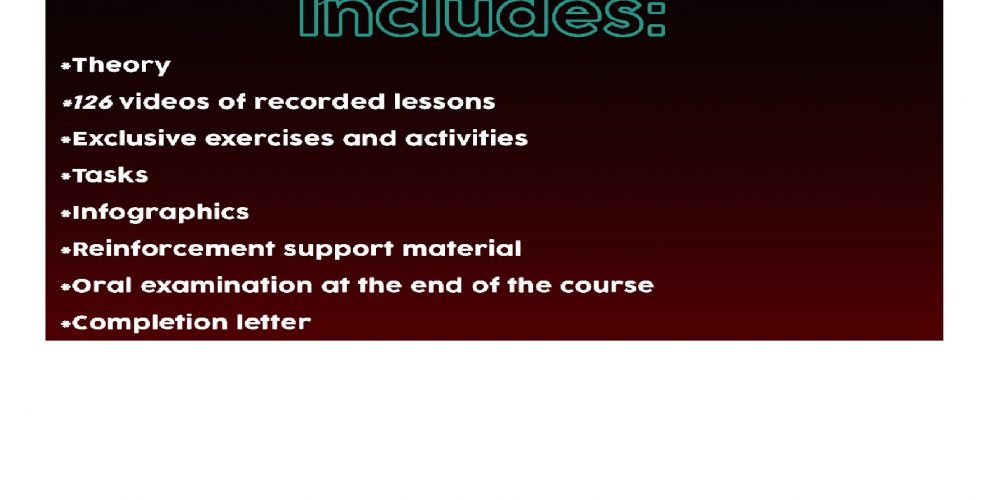 Includes:
*Theory
*126 videos of recorded lessons
*Exclusive exercises and activities
*Tasks
*Infographics
*Reinforcement support material
*Oral examination at the end of the course
*Completion letter